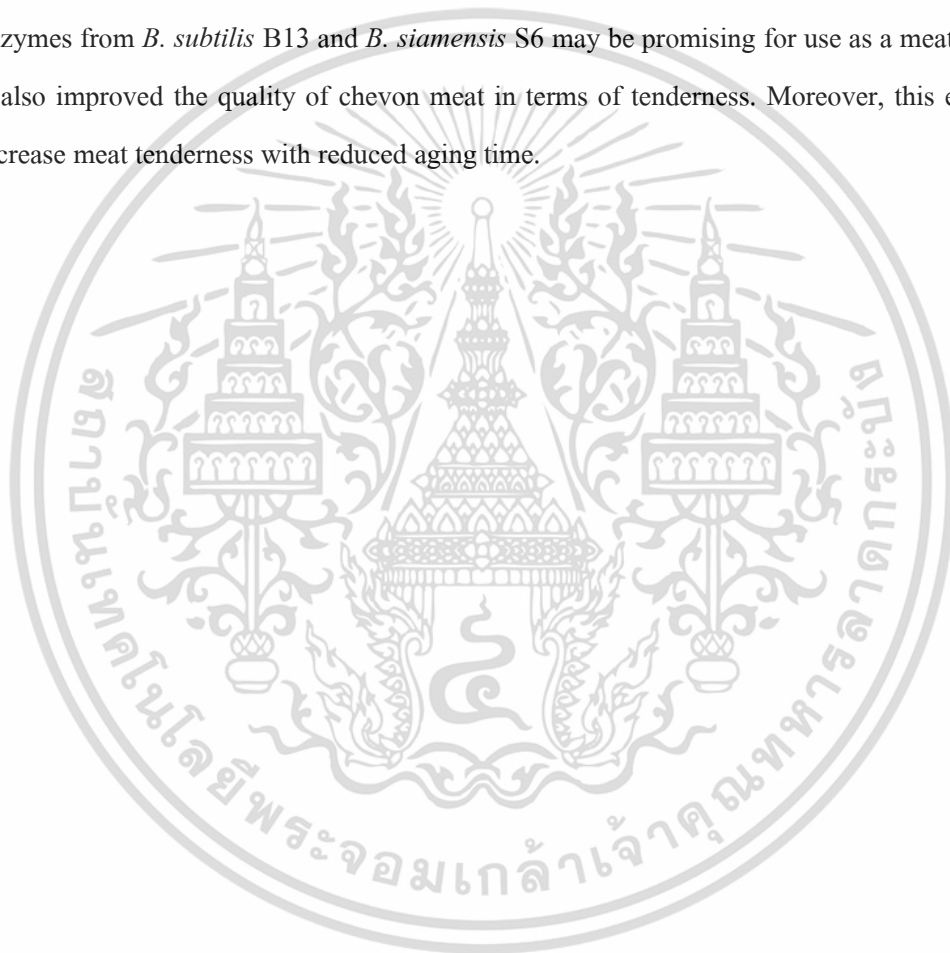 zymes from B. subtilis B13 and B. siamensis S6 may be promising for use as a meat
also improved the quality of chevon meat in terms of tenderness. Moreover, this e
crease meat tenderness with reduced aging time.
สถาบันเทคโนโลยีพระจอมเกล้าเจ้าคุณทหารลาดกระบัง